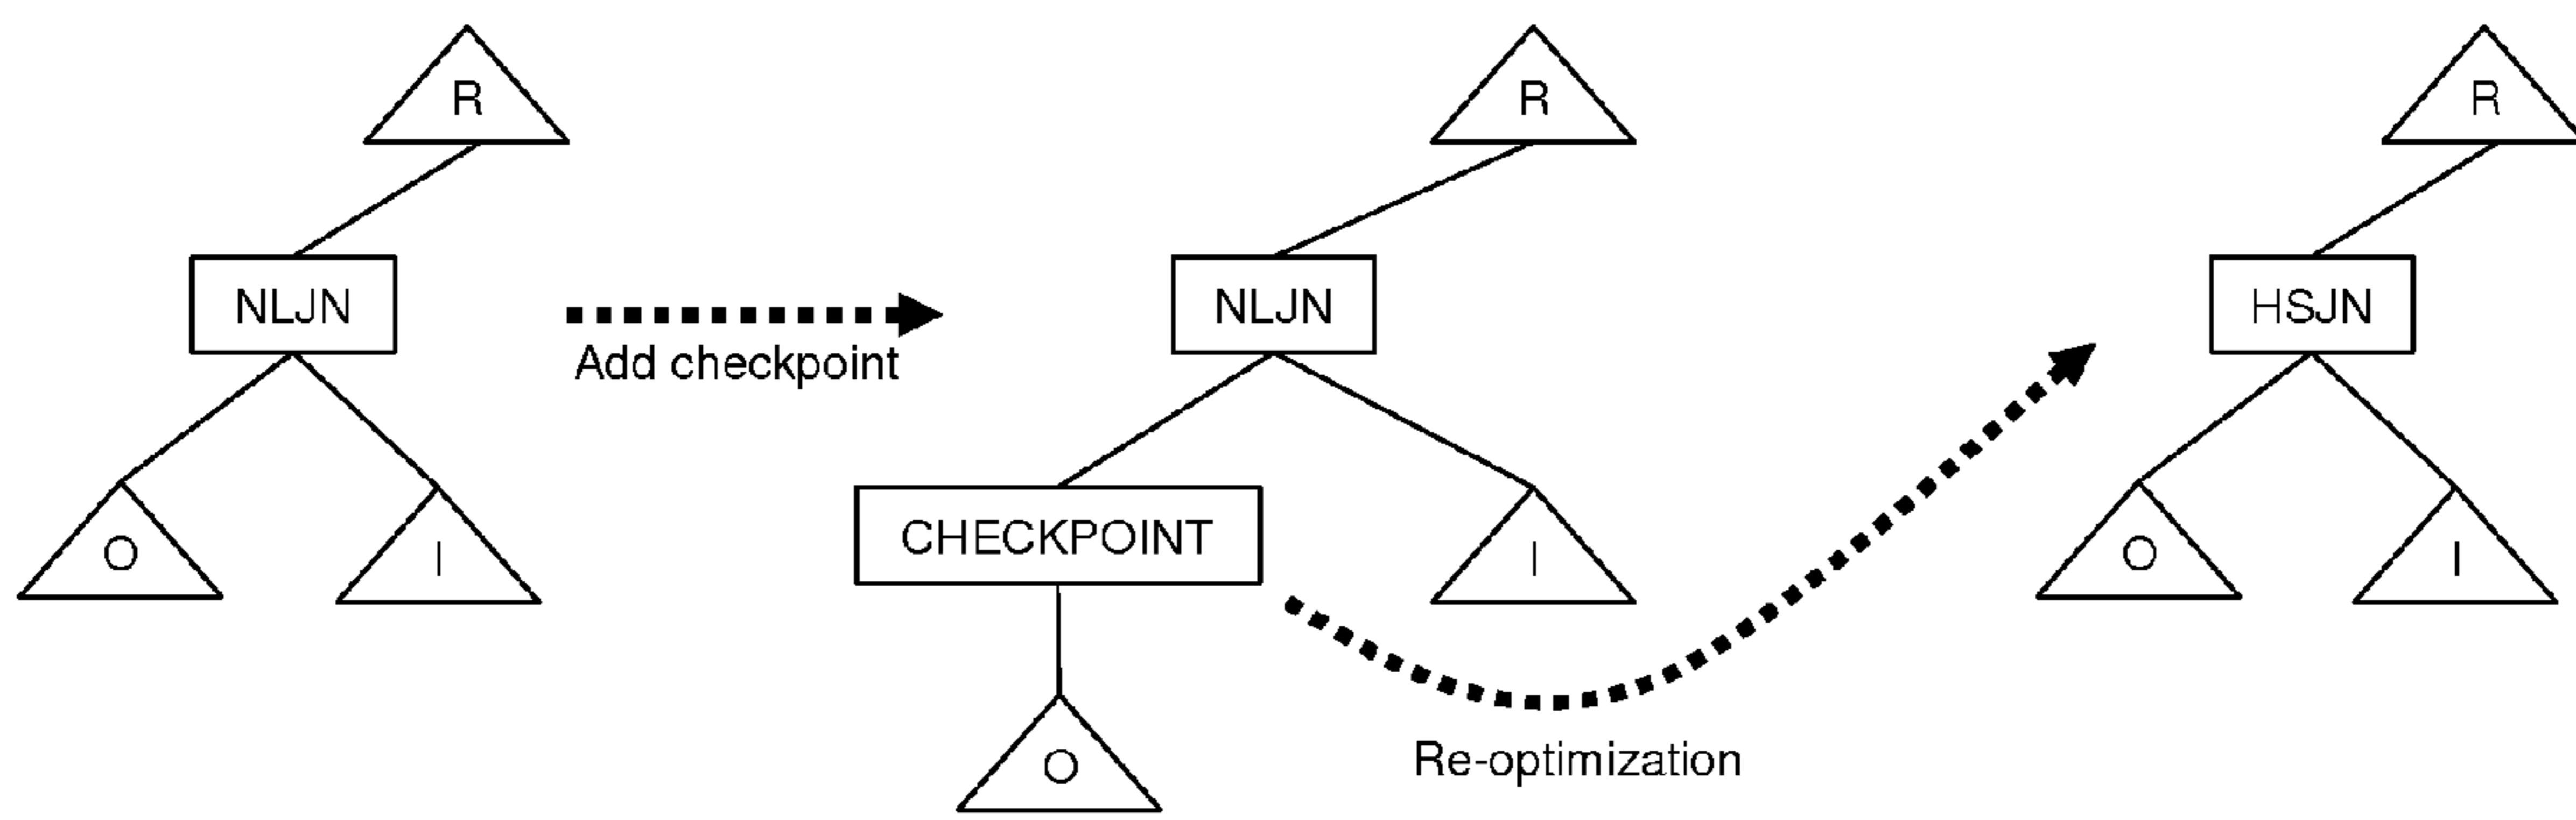 R
NLJN
O
I
Add checkpoint
R
NLJN
CHECKPOINT
I
O
Re-optimization
R
HSJN
O
I